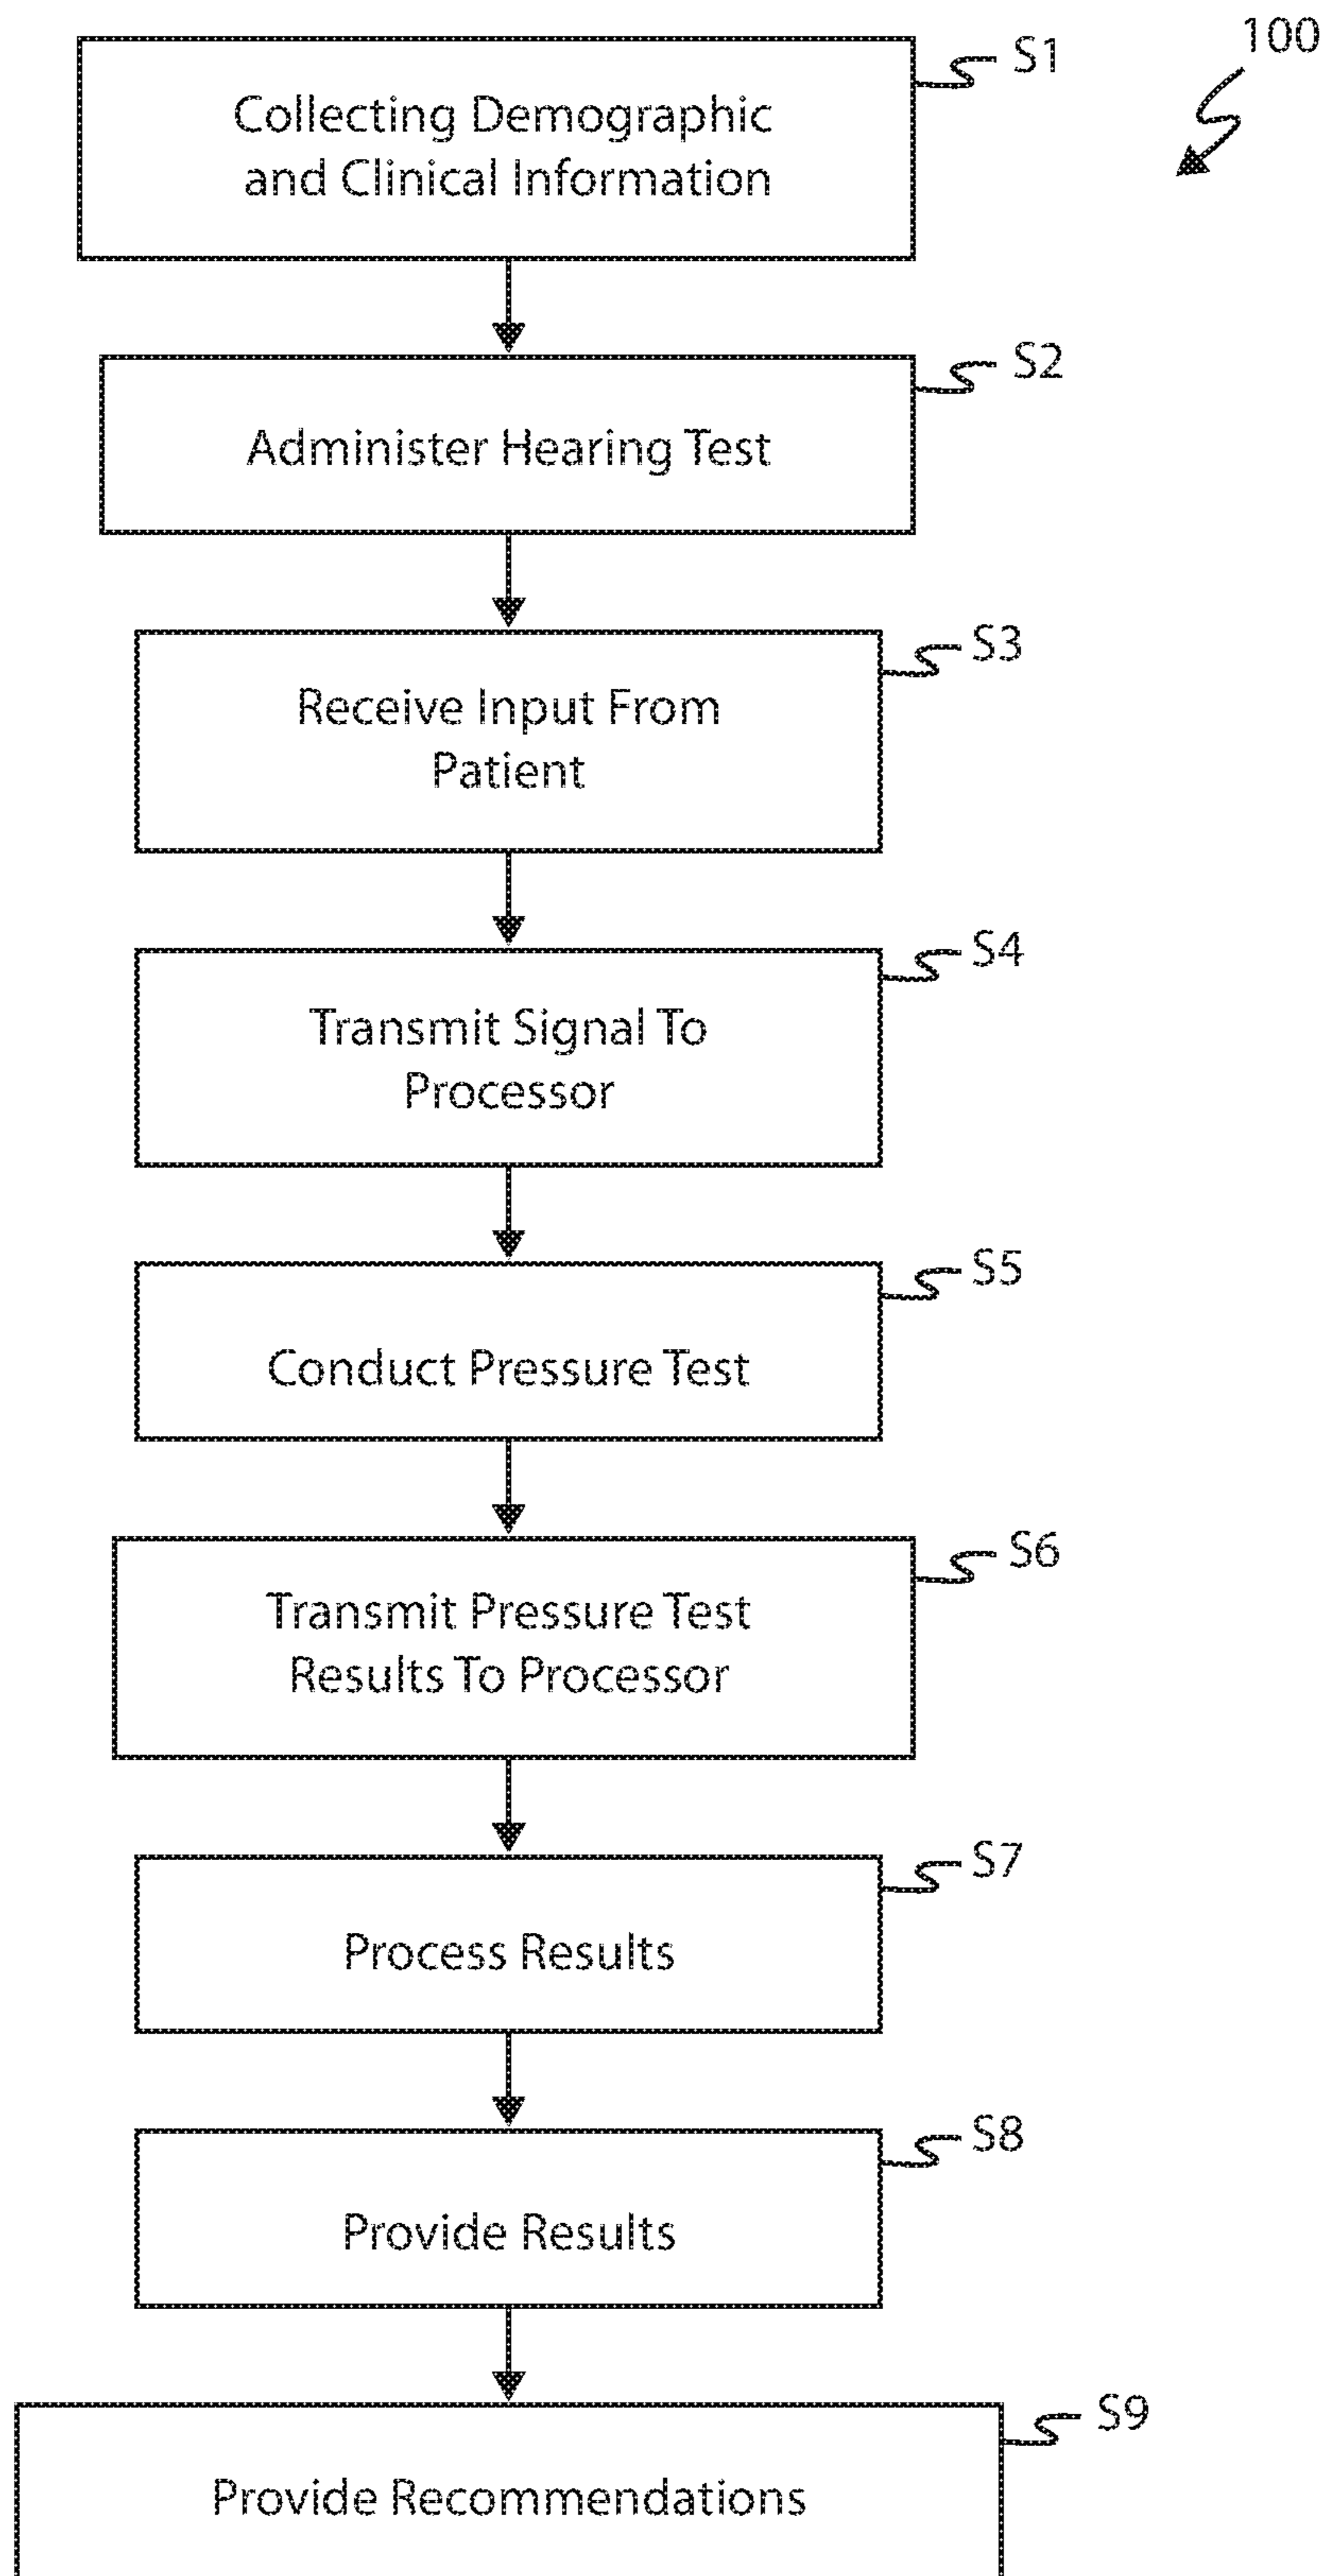 100
S1
Collecting Demographic
and Clinical Information
S2
Administer Hearing Test
S3
Receive Input From
Patient
S4
Transmit Signal To
Processor
S5
Conduct Pressure Test
S6
Transmit Pressure Test
Results To Processor
S7
Process Results
S8
Provide Results
S9
Provide Recommendations